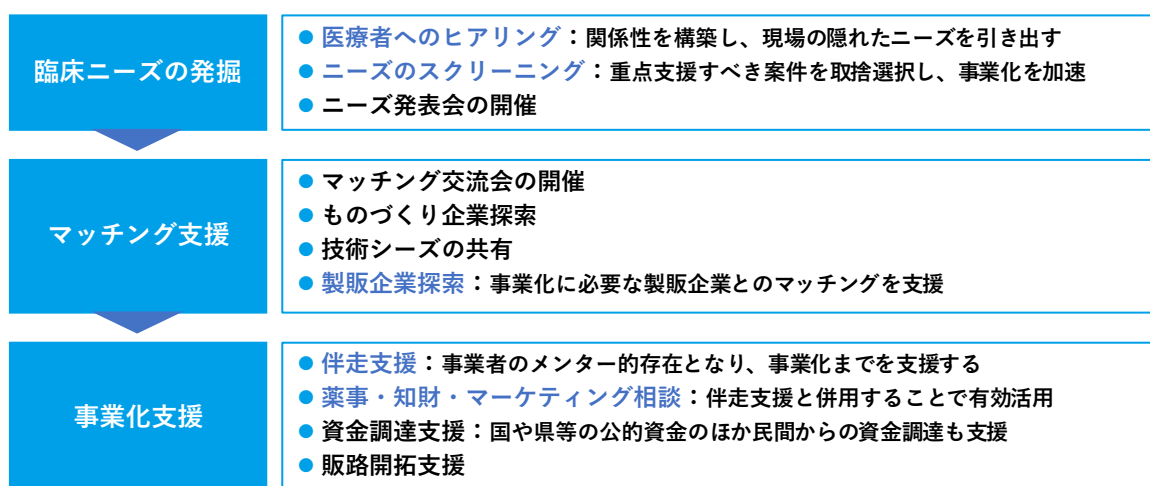 臨床ニーズの発掘
● 医療者へのヒアリング：関係性を構築し、現場の隠れたニーズを引き出す
● ニーズのスクリーニング：重点支援すべき案件を取捨選択し、事業化を加速
● ニーズ発表会の開催
マッチング支援
● マッチング交流会の開催
● ものづくり企業探索
● 技術シーズの共有
● 製販企業探索：事業化に必要な製販企業とのマッチングを支援
事業化支援
● 伴走支援：事業者のメンター的存在となり、事業化までを支援する
● 薬事・知財・マーケティング相談：伴走支援と併用することで有効活用
● 資金調達支援：国や県等の公的資金のほか民間からの資金調達も支援
● 販路開拓支援